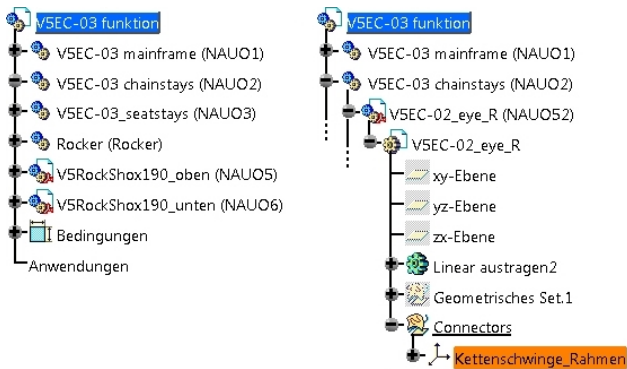 V5EC-03 funktion
V5EC-03 mainframe (NAUO1)
V5EC-03 chainstays (NAUO2)
V5EC-03_seatstays (NAUO3)
Rocker (Rocker)
V5RockShox190_oben (NAUO5)
V5RockShox190_unten (NAUO6)
Bedingungen
Anwendungen
V5EC-03 funktion
V5EC-03 mainframe (NAUO1)
V5EC-03 chainstays (NAUO2)
V5EC-02_eye_R (NAUO52)
V5EC-02_eye_R
xy-Ebene
yz-Ebene
zx-Ebene
Linear austragen2
Geometrisches Set.1
Connectors
Kettenschwinge_Rahmen